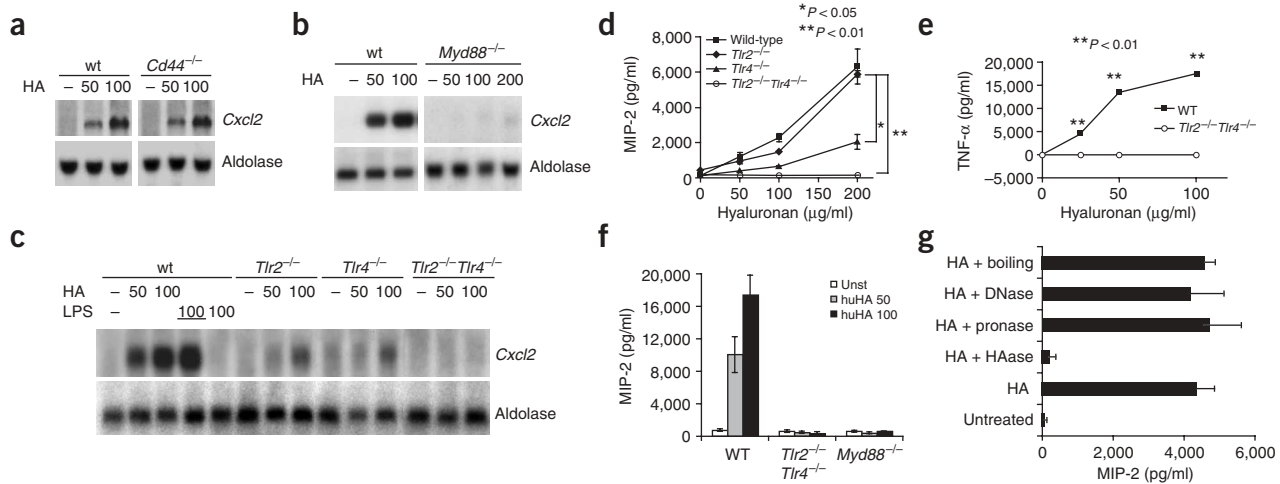 a
wt Cd44–/–
HA – 50 100 – 50 100
Cxcl2
Aldolase
b
wt Myd88–/–
HA – 50 100 – 50 100 200
Cxcl2
Aldolase
c
wt Tlr2–/– Tlr4–/– Tlr2–/–Tlr4–/–
HA – 50 100 – 50 100 – 50 100 – 50 100
LPS – 100 100
Cxcl2
Aldolase
d
*P < 0.05
**P < 0.01
Wild-type
Tlr2–/–
Tlr4–/–
Tlr2–/–Tlr4–/–
8,000
6,000
4,000
2,000
0
MIP-2 (pg/ml)
* **
0 50 100 150 200
Hyaluronan (µg/ml)
e
**P < 0.01
**
**
**
WT
Tlr2–/–Tlr4–/–
20,000
15,000
10,000
5,000
0
–5,000
TNF-α (pg/ml)
0 50 100
Hyaluronan (µg/ml)
f
Unst
huHA 50
huHA 100
20,000
16,000
12,000
8,000
4,000
0
MIP-2 (pg/ml)
WT Tlr2–/– Myd88–/–
Tlr4–/–
g
HA + boiling
HA + DNase
HA + pronase
HA + HAase
HA
Untreated
0 2,000 4,000 6,000
MIP-2 (pg/ml)